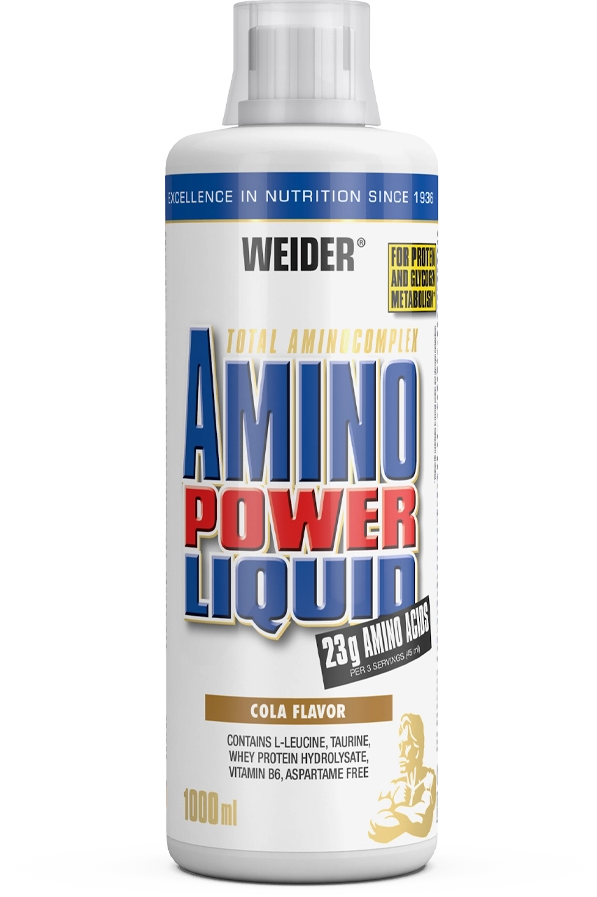 EXCELLENCE IN NUTRITION SINCE 1936
WEIDER®
FOR PROTEIN
AND GLYCOGEN
METABOLISM
TOTAL AMINOCOMPLEX
AMINO
POWER
LIQUID
23g AMINO ACIDS
PER 3 SERVINGS (45 ml)
COLA FLAVOR
CONTAINS L-LEUCINE, TAURINE,
WHEY PROTEIN HYDROLYSATE,
VITAMIN B6, ASPARTAME FREE
1000ml